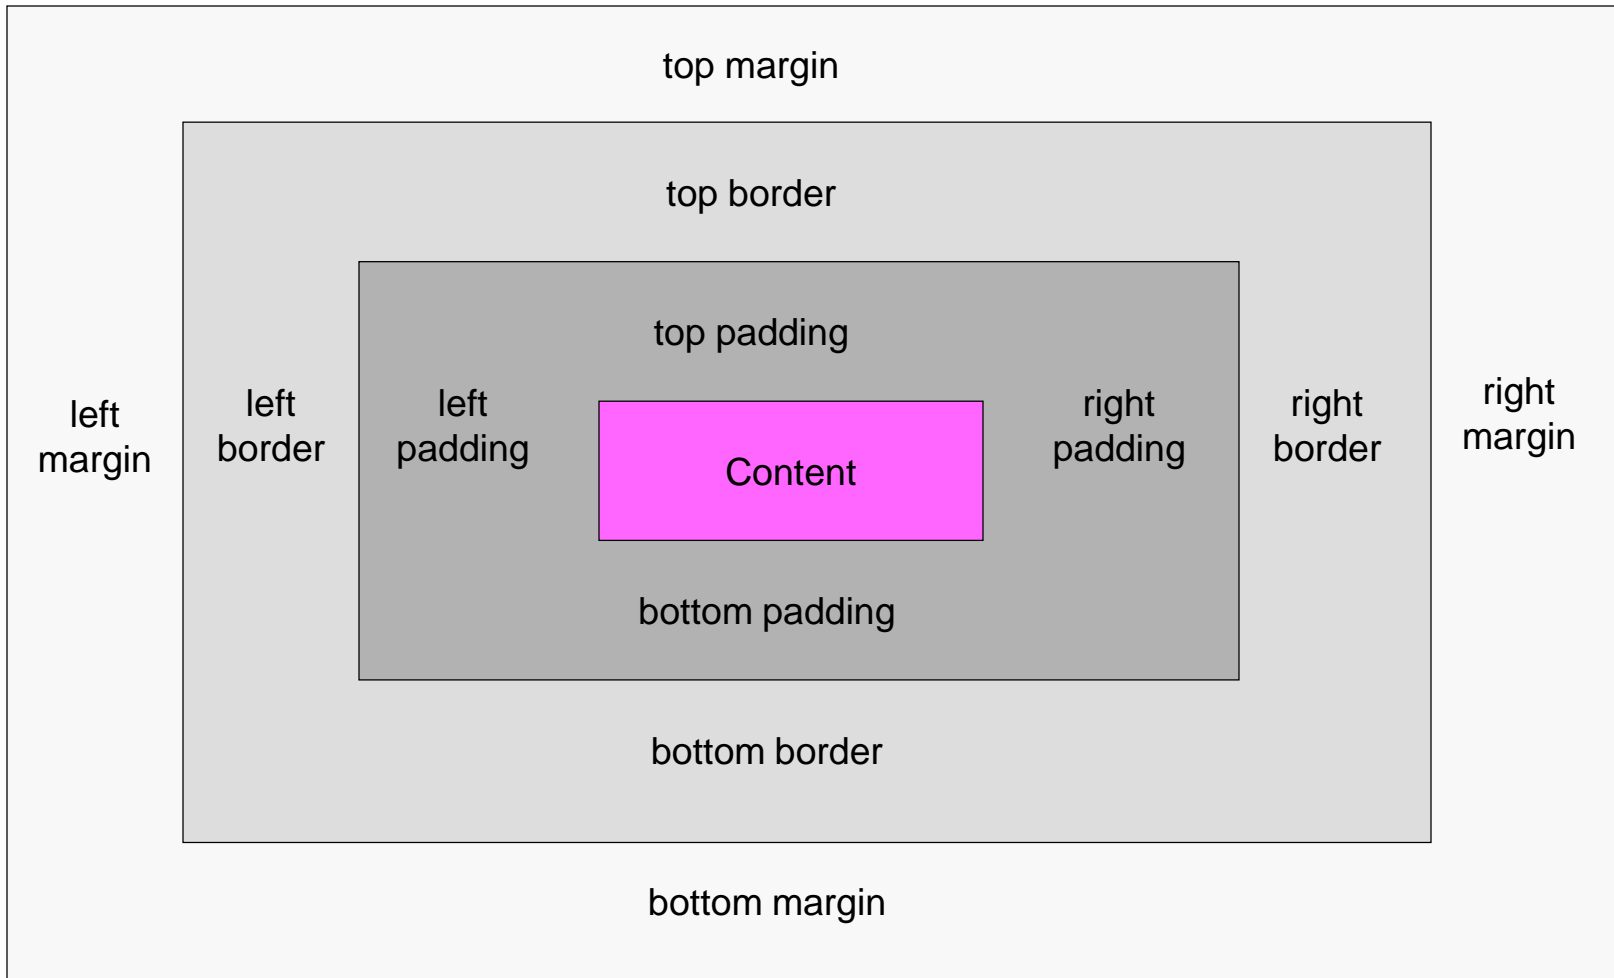 top margin
top border
top padding
left
margin
left
border
left
padding
Content
right
padding
right
border
right
margin
bottom padding
bottom border
bottom margin